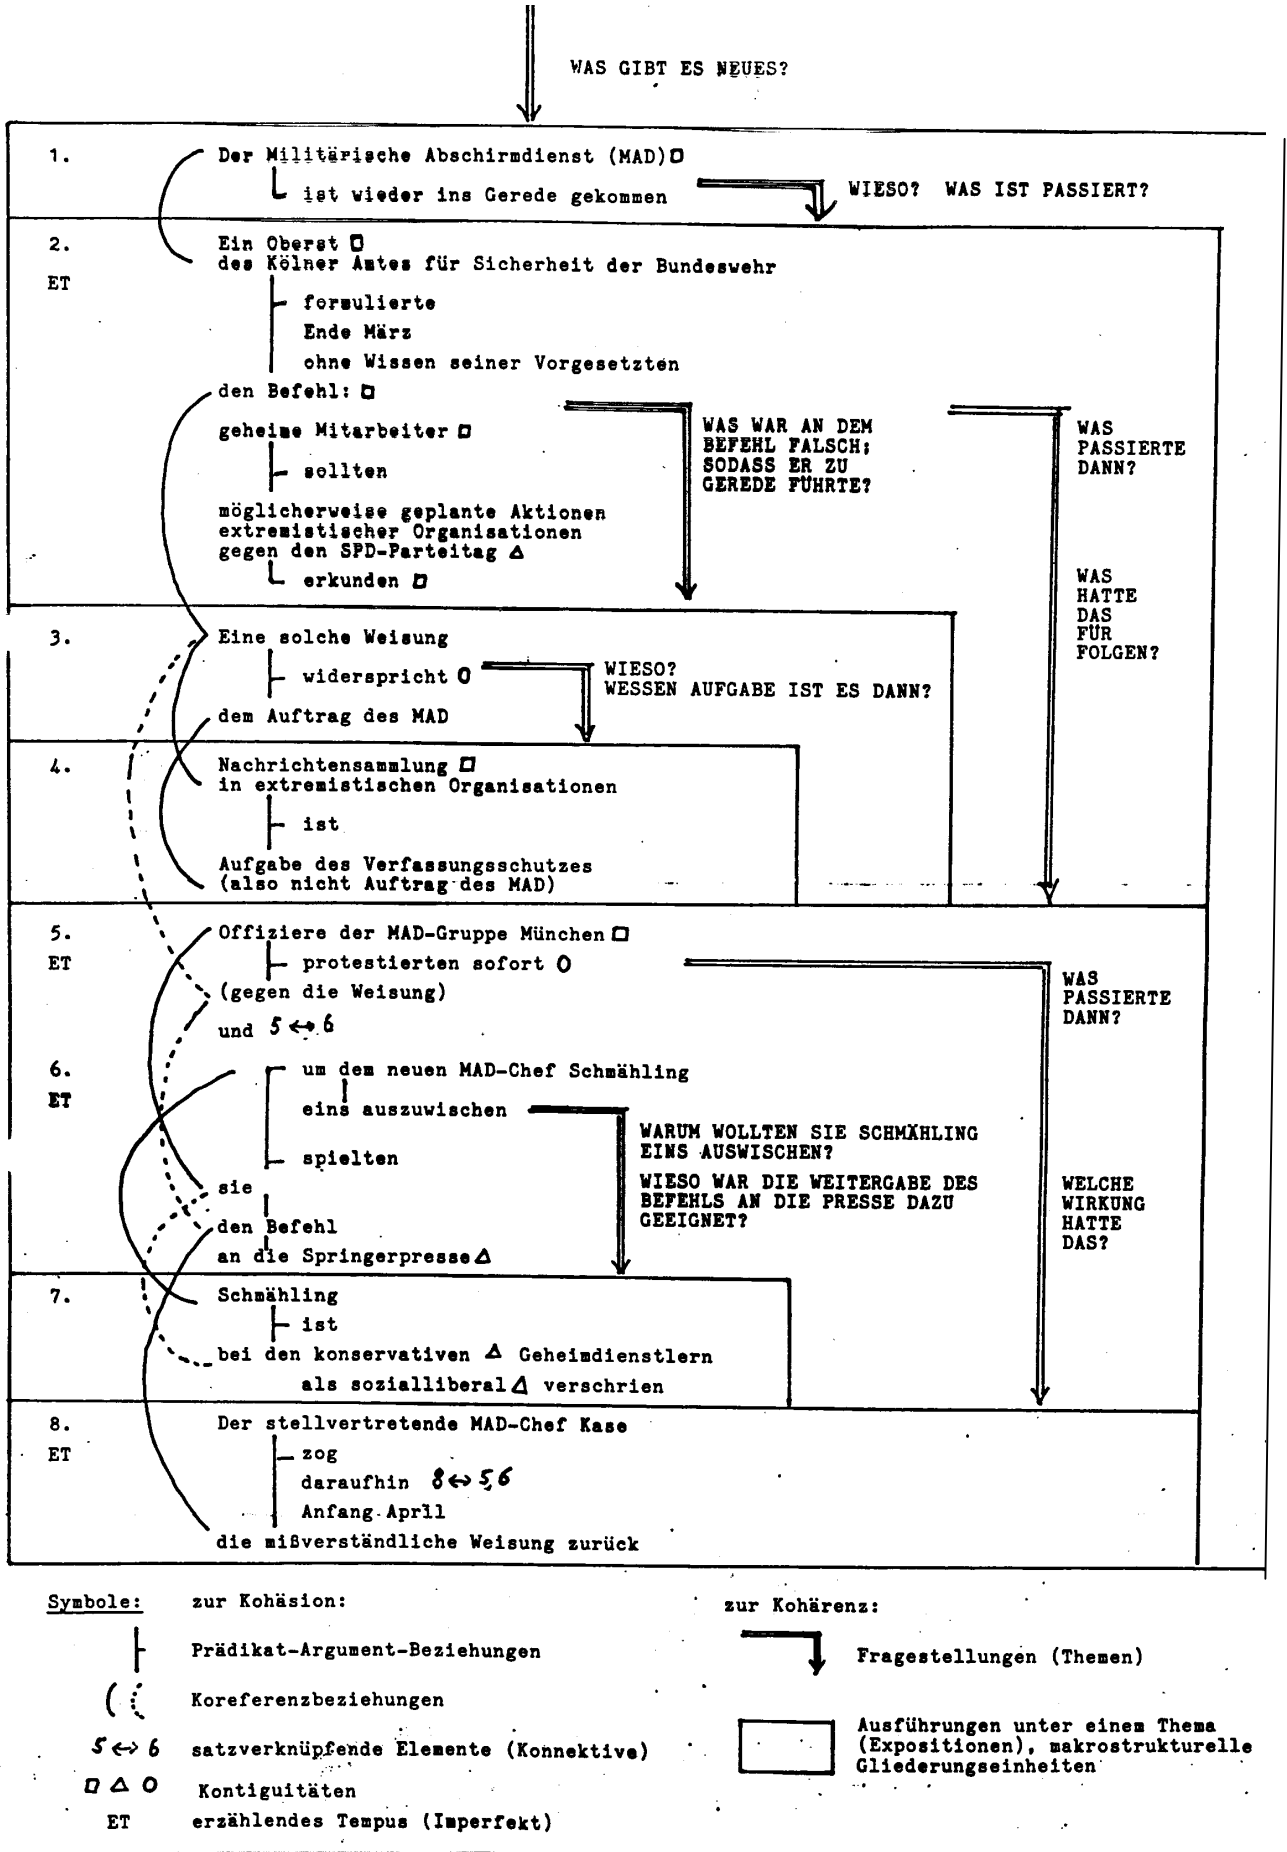 WAS GIBT ES NEUES?
1. Der Militärische Abschirmdienst (MAD)
ist wieder ins Gerede gekommen
WIESO? WAS IST PASSIERT?
2. Ein Oberst
ET des Kölner Amtes für Sicherheit der Bundeswehr
formulierte
Ende März
ohne Wissen seiner Vorgesetzten
den Befehl:
geheime Mitarbeiter
sollten
möglicherweise geplante Aktionen
extremistischer Organisationen
gegen den SPD-Parteitag △
erkunden
WAS WAR AN DEM
BEFEHL FALSCH;
SODASS ER ZU
GEREDE FÜHRTE?
WAS
PASSIERTE
DANN?
WAS
HATTE
DAS
FÜR
FOLGEN?
3. Eine solche Weisung
widerspricht
dem Auftrag des MAD
WIESO?
WESSEN AUFGABE IST ES DANN?
4. Nachrichtensammlung
in extremistischen Organisationen
ist
Aufgabe des Verfassungsschutzes
(also nicht Auftrag des MAD)
5. Offiziere der MAD-Gruppe München
ET protestierten sofort
(gegen die Weisung)
und 5 ↔ 6
WAS
PASSIERTE
DANN?
6. um dem neuen MAD-Chef Schmähling
ET eins auszuwischen
spielten
sie
den Befehl
an die Springerpresse △
WARUM WOLLTEN SIE SCHMÄHLING
EINS AUSWISCHEN?
WIESO WAR DIE WEITERGABE DES
BEFEHLS AN DIE PRESSE DAZU
GEEIGNET?
WELCHE
WIRKUNG
HATTE
DAS?
7. Schmähling
ist
bei den konservativen △ Geheimdienstlern
als sozialliberal △ verschrien
8. Der stellvertretende MAD-Chef Kase
ET zog
daraufhin 8 ↔ 5,6
Anfang April
die mißverständliche Weisung zurück
Symbole: zur Kohäsion:
Prädikat-Argument-Beziehungen
Koreferenzbeziehungen
5 ↔ 6 satzverknüpfende Elemente (Konnektive)
□ △ ○ Kontiguitäten
ET erzählendes Tempus (Imperfekt)
zur Kohärenz:
Fragestellungen (Themen)
Ausführungen unter einem Thema
(Expositionen), makrostrukturelle
Gliederungseinheiten